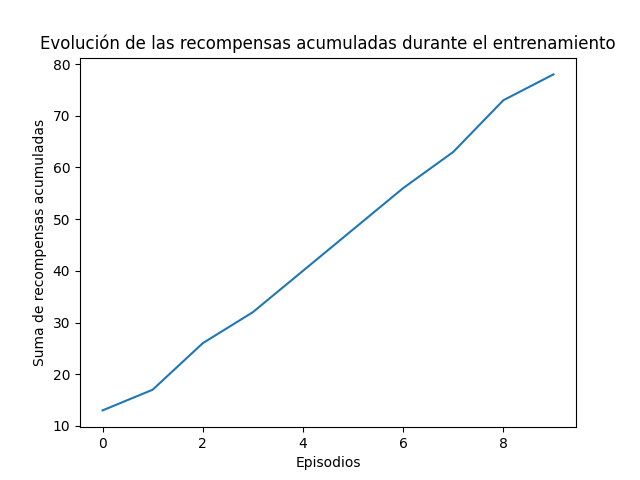 Evolución de las recompensas acumuladas durante el entrenamiento
80
70
60
50
40
30
20
10
Suma de recompensas acumuladas
0 2 4 6 8
Episodios